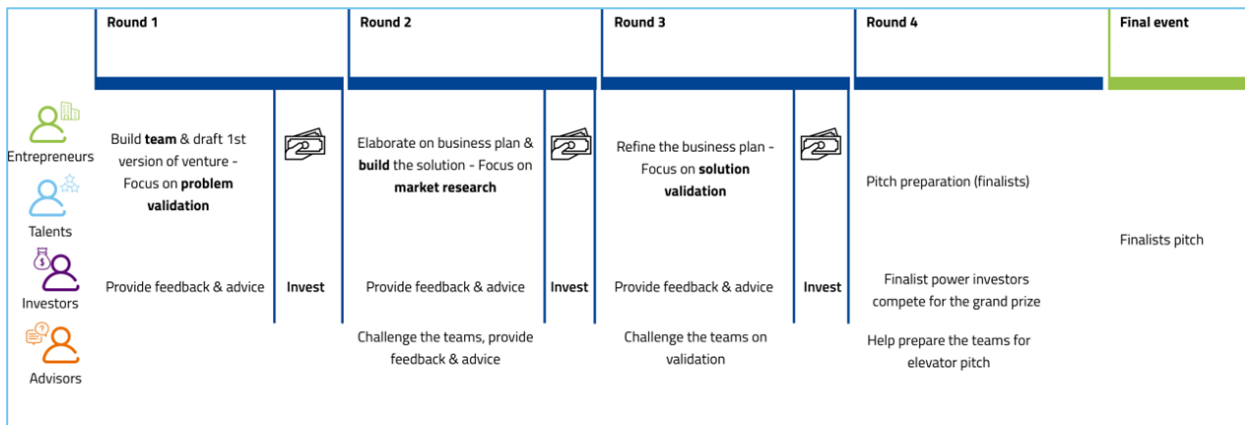 Round 1
Round 2
Round 3
Round 4
Final event
Entrepreneurs
Talents
Build team & draft 1st
version of venture -
Focus on problem
validation
Elaborate on business plan &
build the solution - Focus on
market research
Refine the business plan -
Focus on solution
validation
Pitch preparation (finalists)
Finalists pitch
Investors
Provide feedback & advice
Invest
Provide feedback & advice
Invest
Provide feedback & advice
Invest
Finalist power investors
compete for the grand prize
Advisors
Challenge the teams, provide
feedback & advice
Challenge the teams on
validation
Help prepare the teams for
elevator pitch